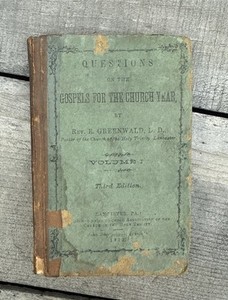 QUESTIONS
ON THE
GOSPELS FOR THE CHURCH YEAR,
BY
REV. E. GREENWALD, D. D.,
Pastor of the Church of the Holy Trinity, Lancaster
VOLUME I
Third Edition.
LANCASTER, PA.